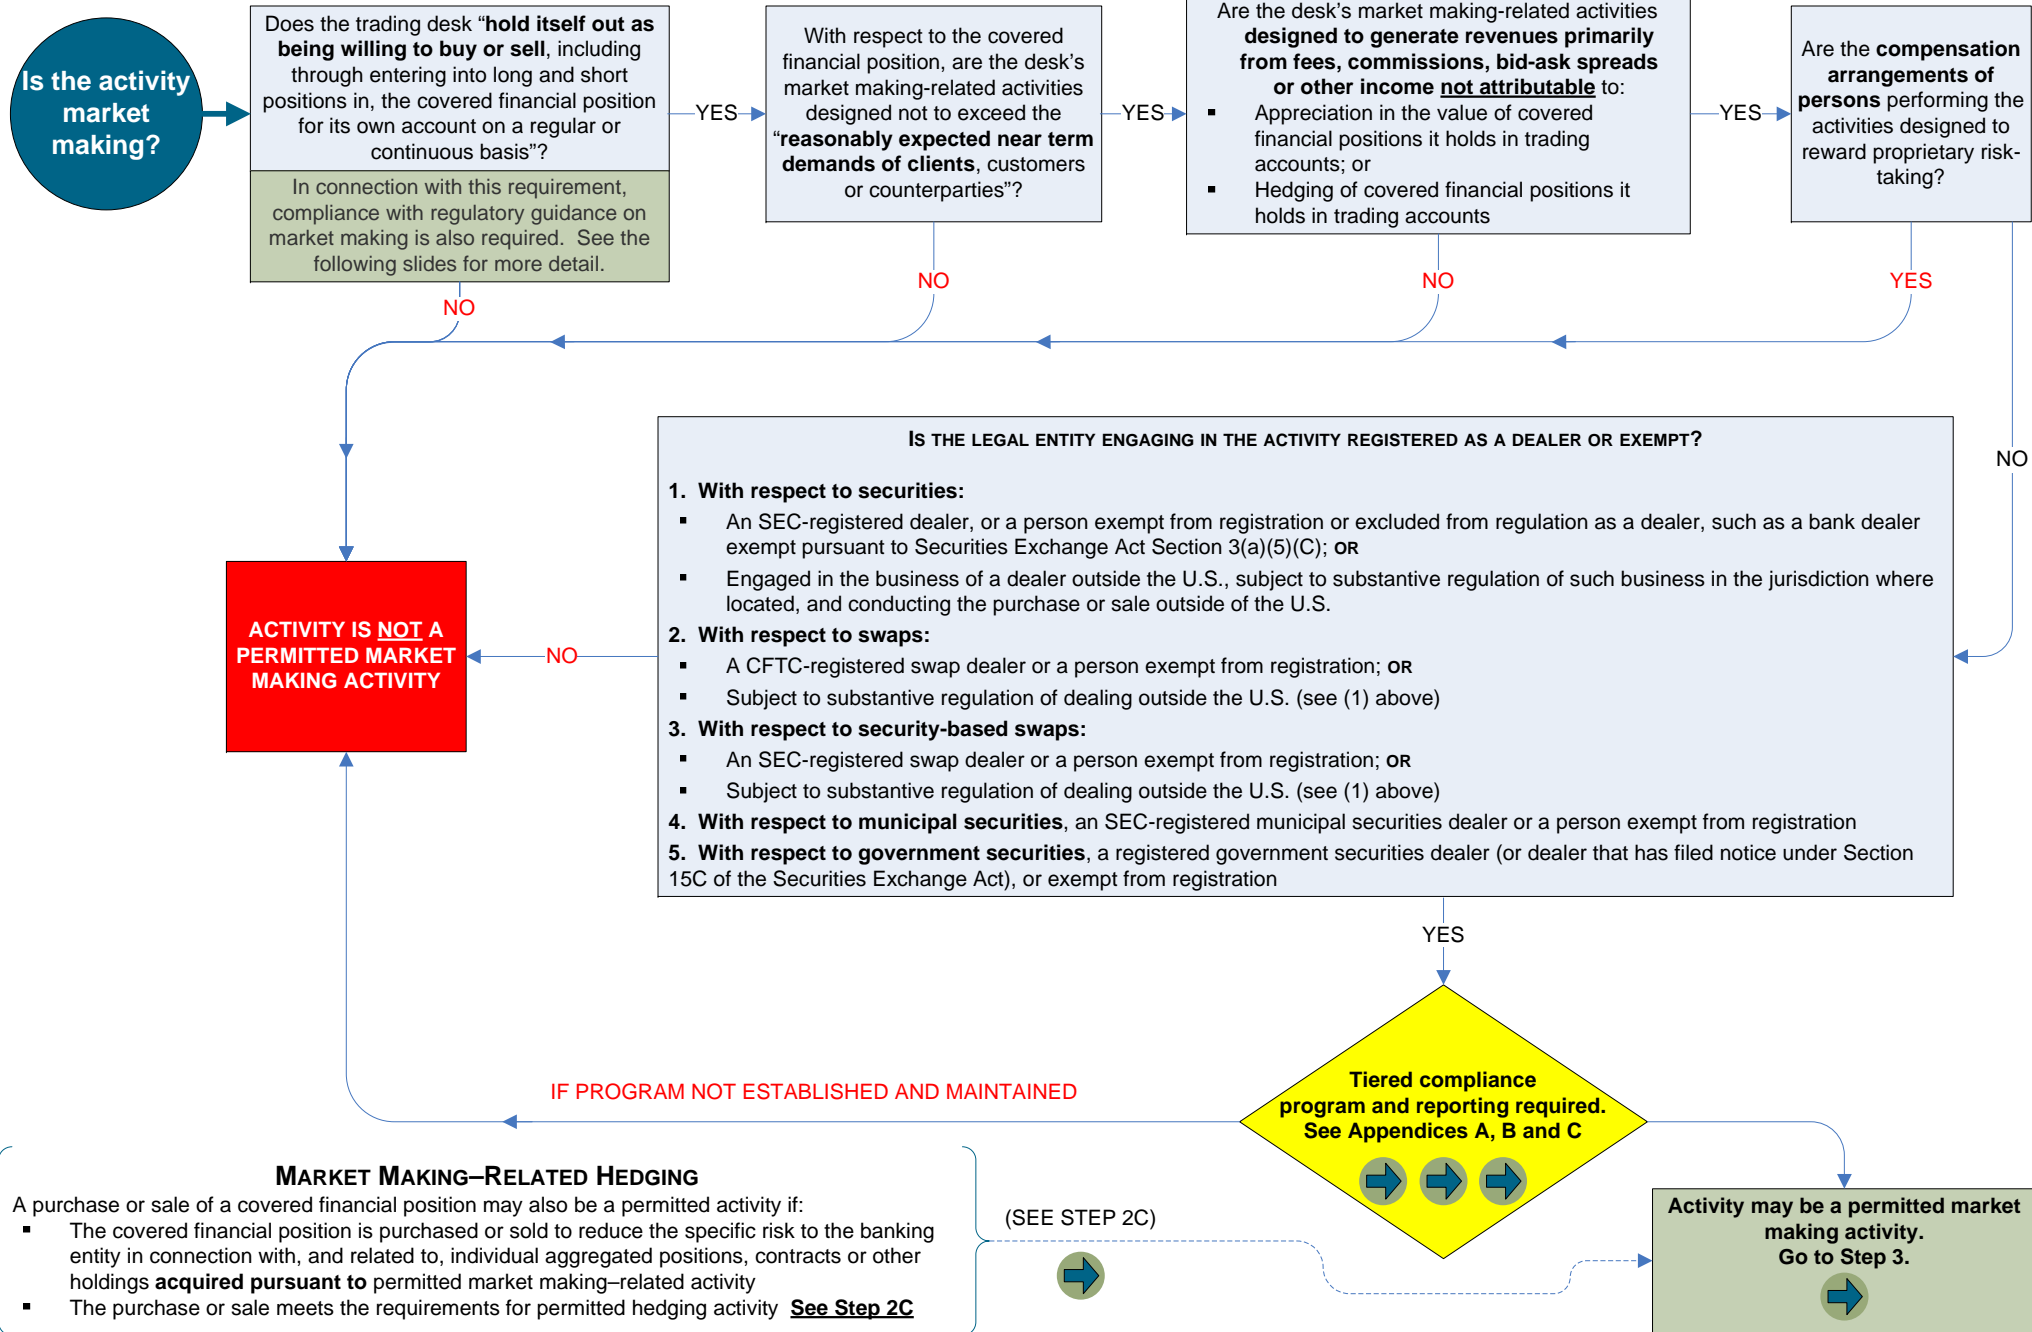 Is the activity
market
making?
Does the trading desk “hold itself out as
being willing to buy or sell, including
through entering into long and short
positions in, the covered financial position
for its own account on a regular or
continuous basis”?
In connection with this requirement,
compliance with regulatory guidance on
market making is also required. See the
following slides for more detail.
YES
With respect to the covered
financial position, are the desk’s
market making-related activities
designed not to exceed the
“reasonably expected near term
demands of clients, customers
or counterparties”?
YES
Are the desk’s market making-related activities
designed to generate revenues primarily
from fees, commissions, bid-ask spreads
or other income not attributable to:
▪ Appreciation in the value of covered
financial positions it holds in trading
accounts; or
▪ Hedging of covered financial positions it
holds in trading accounts
YES
Are the compensation
arrangements of
persons performing the
activities designed to
reward proprietary risk-
taking?
NO
NO
NO
YES
NO
IS THE LEGAL ENTITY ENGAGING IN THE ACTIVITY REGISTERED AS A DEALER OR EXEMPT?
1. With respect to securities:
▪ An SEC-registered dealer, or a person exempt from registration or excluded from regulation as a dealer, such as a bank dealer
exempt pursuant to Securities Exchange Act Section 3(a)(5)(C); OR
▪ Engaged in the business of a dealer outside the U.S., subject to substantive regulation of such business in the jurisdiction where
located, and conducting the purchase or sale outside of the U.S.
2. With respect to swaps:
▪ A CFTC-registered swap dealer or a person exempt from registration; OR
▪ Subject to substantive regulation of dealing outside the U.S. (see (1) above)
3. With respect to security-based swaps:
▪ An SEC-registered swap dealer or a person exempt from registration; OR
▪ Subject to substantive regulation of dealing outside the U.S. (see (1) above)
4. With respect to municipal securities, an SEC-registered municipal securities dealer or a person exempt from registration
5. With respect to government securities, a registered government securities dealer (or dealer that has filed notice under Section
15C of the Securities Exchange Act), or exempt from registration
NO
ACTIVITY IS NOT A
PERMITTED MARKET
MAKING ACTIVITY
YES
Tiered compliance
program and reporting required.
See Appendices A, B and C
IF PROGRAM NOT ESTABLISHED AND MAINTAINED
MARKET MAKING–RELATED HEDGING
A purchase or sale of a covered financial position may also be a permitted activity if:
▪ The covered financial position is purchased or sold to reduce the specific risk to the banking
entity in connection with, and related to, individual aggregated positions, contracts or other
holdings acquired pursuant to permitted market making–related activity
▪ The purchase or sale meets the requirements for permitted hedging activity See Step 2C
(SEE STEP 2C)
Activity may be a permitted market
making activity.
Go to Step 3.